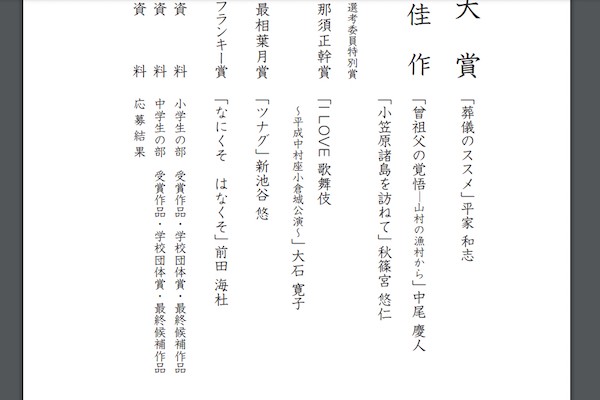 大 賞 「葬儀のススメ」平家 和志
佳 作 「曾祖父の覚悟―山村の漁村から」中尾 慶人
「小笠原諸島を訪ねて」秋篠宮 悠仁
選考委員特別賞
那須正幹賞 「I LOVE 歌舞伎
～平成中村座小倉城公演～」大石 寛子
最相葉月賞 「ツナグ」新池谷 悠
フランキー賞 「なにくそ はなくそ」前田 海杜
資 料 小学生の部 受賞作品・学校団体賞・最終候補作品
資 料 中学生の部 受賞作品・学校団体賞・最終候補作品
資 料 応募結果